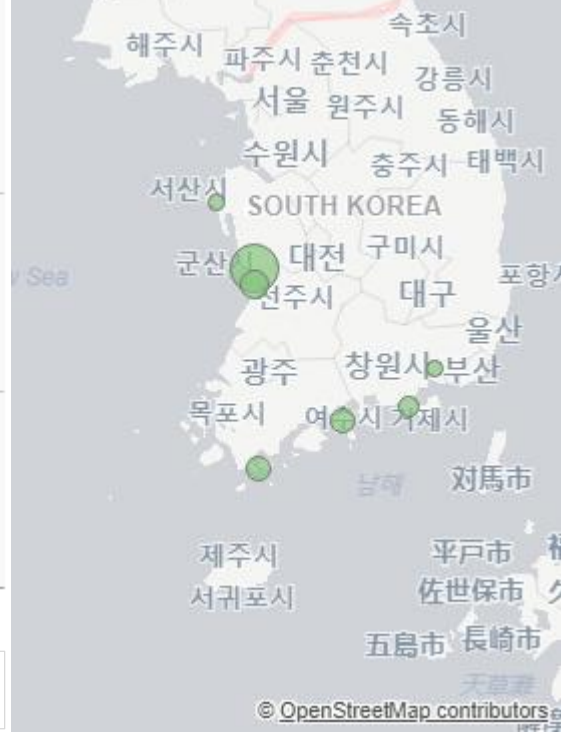 속초시
해주시
파주시 춘천시
강릉시
서울 원주시
동해시
수원시
충주시 태백시
서산시
SOUTH KOREA
구미시
군산 대전
Sea
포항
대구
전주시
울산
창원시 부산
광주
목포시 여수시 거제시
남해
対馬市
제주시
平戸市
서귀포시
佐世保市
五島市 長崎市
天草灘
© OpenStreetMap contributors